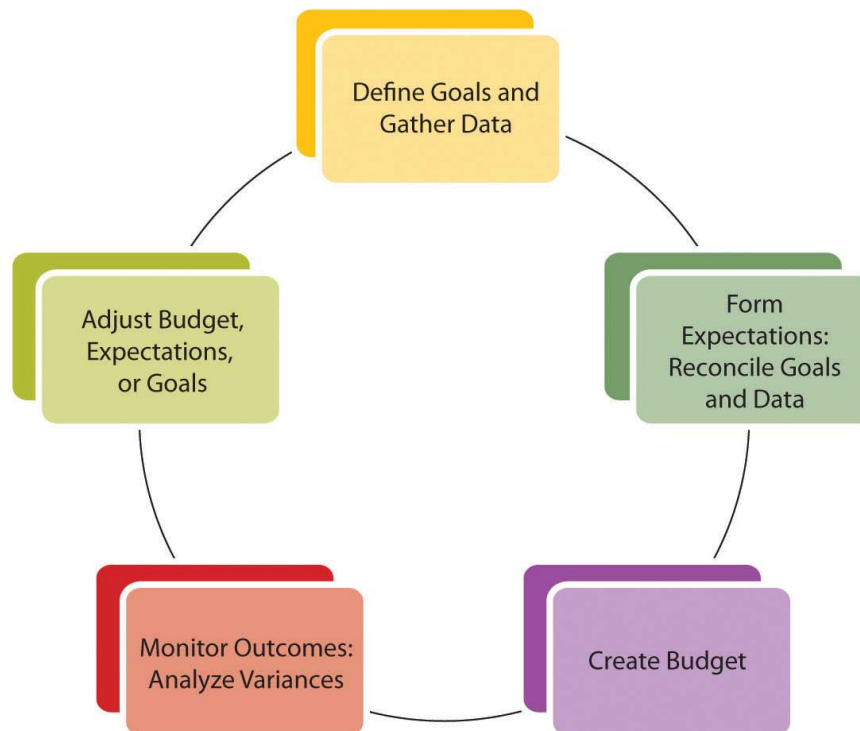 Define Goals and
Gather Data
Form
Expectations:
Reconcile Goals
and Data
Create Budget
Monitor Outcomes:
Analyze Variances
Adjust Budget,
Expectations,
or Goals